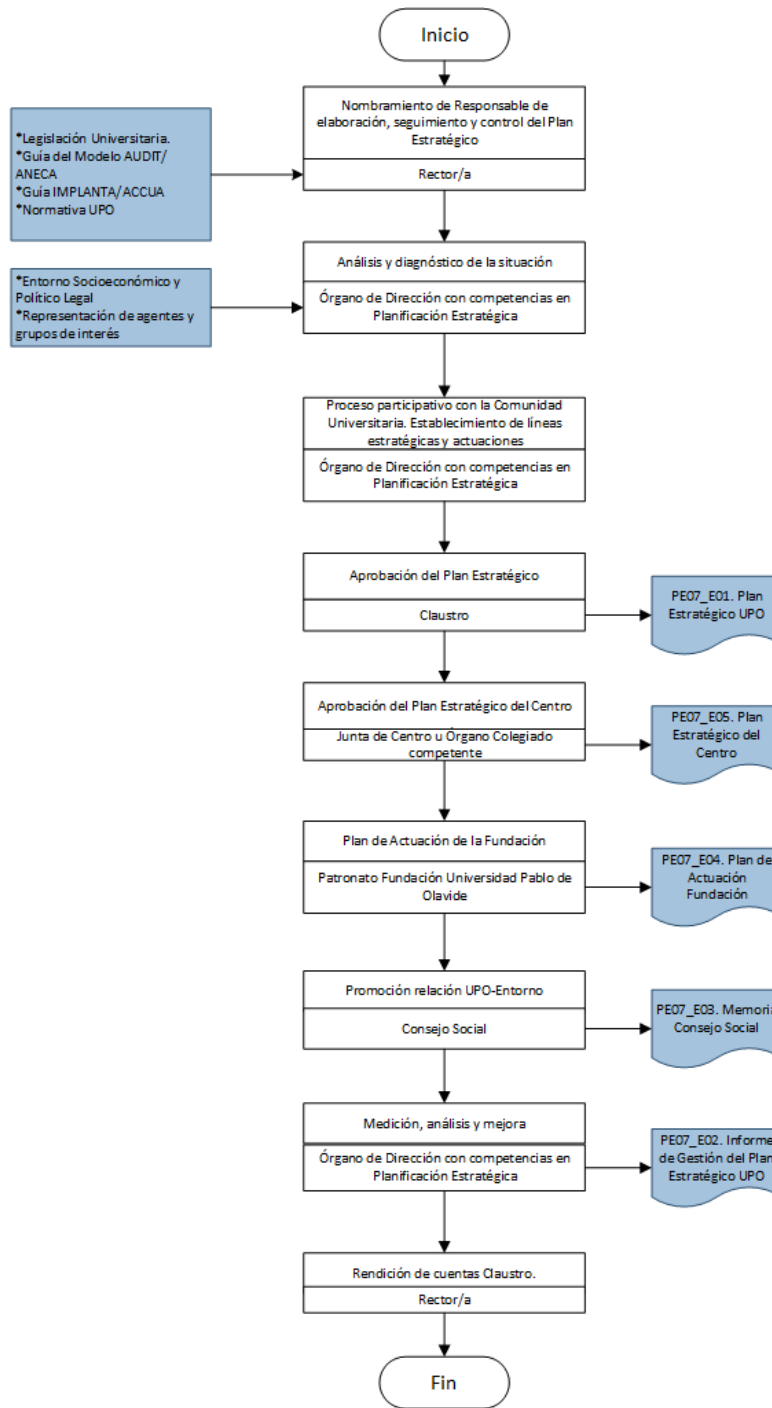 Inicio
Nombramiento de Responsable de
elaboración, seguimiento y control del Plan
Estratégico
Rector/a
*Legislación Universitaria.
*Guía del Modelo AUDIT/
ANECA
*Guía IMPLANTA/ACCUA
*Normativa UPO
Análisis y diagnóstico de la situación
Órgano de Dirección con competencias en
Planificación Estratégica
*Entorno Socioeconómico y
Político Legal
*Representación de agentes y
grupos de interés
Proceso participativo con la Comunidad
Universitaria. Establecimiento de líneas
estratégicas y actuaciones
Órgano de Dirección con competencias en
Planificación Estratégica
Aprobación del Plan Estratégico
Claustro
PE07_E01. Plan
Estratégico UPO
Aprobación del Plan Estratégico del Centro
Junta de Centro u Órgano Colegiado
competente
PE07_E05. Plan
Estratégico del
Centro
Plan de Actuación de la Fundación
Patronato Fundación Universidad Pablo de
Olavide
PE07_E04. Plan de
Actuación
Fundación
Promoción relación UPO-Entorno
Consejo Social
PE07_E03. Memoria
Consejo Social
Medición, análisis y mejora
Órgano de Dirección con competencias en
Planificación Estratégica
PE07_E02. Informe
de Gestión del Plan
Estratégico UPO
Rendición de cuentas Claustro.
Rector/a
Fin